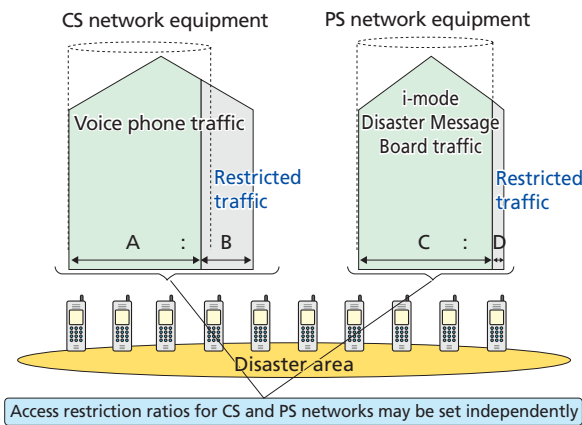 CS network equipment
PS network equipment
Voice phone traffic
i-mode
Disaster Message
Board traffic
Restricted
traffic
Restricted
traffic
A : B
C : D
Disaster area
Access restriction ratios for CS and PS networks may be set independently